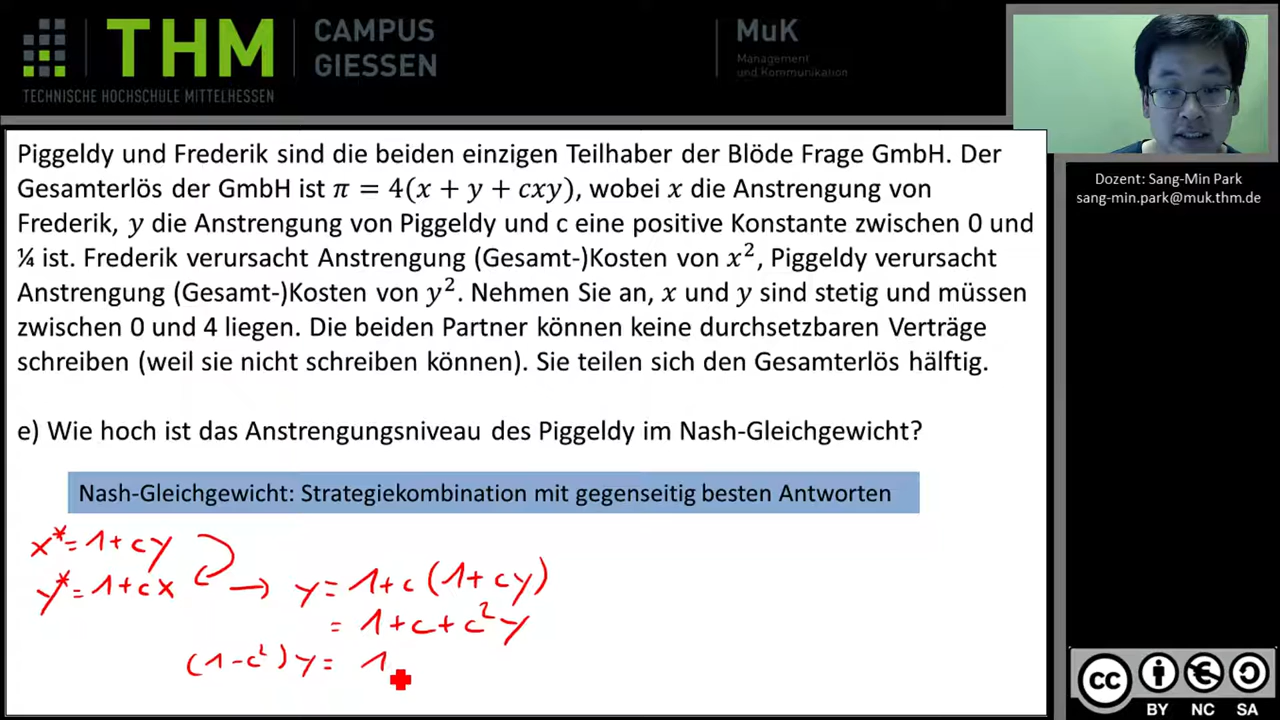 THM
TECHNISCHE HOCHSCHULE MITTELHESSEN
CAMPUS
GIESSEN
MuK
Management
und Kommunikation
Piggeldy und Frederik sind die beiden einzigen Teilhaber der Blöde Frage GmbH. Der
Gesamterlös der GmbH ist π = 4(x + y + cxy), wobei x die Anstrengung von
Frederik, y die Anstrengung von Piggeldy und c eine positive Konstante zwischen 0 und
¼ ist. Frederik verursacht Anstrengung (Gesamt-)Kosten von x², Piggeldy verursacht
Anstrengung (Gesamt-)Kosten von y². Nehmen Sie an, x und y sind stetig und müssen
zwischen 0 und 4 liegen. Die beiden Partner können keine durchsetzbaren Verträge
schreiben (weil sie nicht schreiben können). Sie teilen sich den Gesamterlös hälftig.
e) Wie hoch ist das Anstrengungsniveau des Piggeldy im Nash-Gleichgewicht?
Nash-Gleichgewicht: Strategiekombination mit gegenseitig besten Antworten
x* = 1 + cy
y* = 1 + cx → y = 1 + c (1 + cy)
= 1 + c + c² y
(1 - c²) y = 1
Dozent: Sang-Min Park
sang-min.park@muk.thm.de
cc
BY NC SA